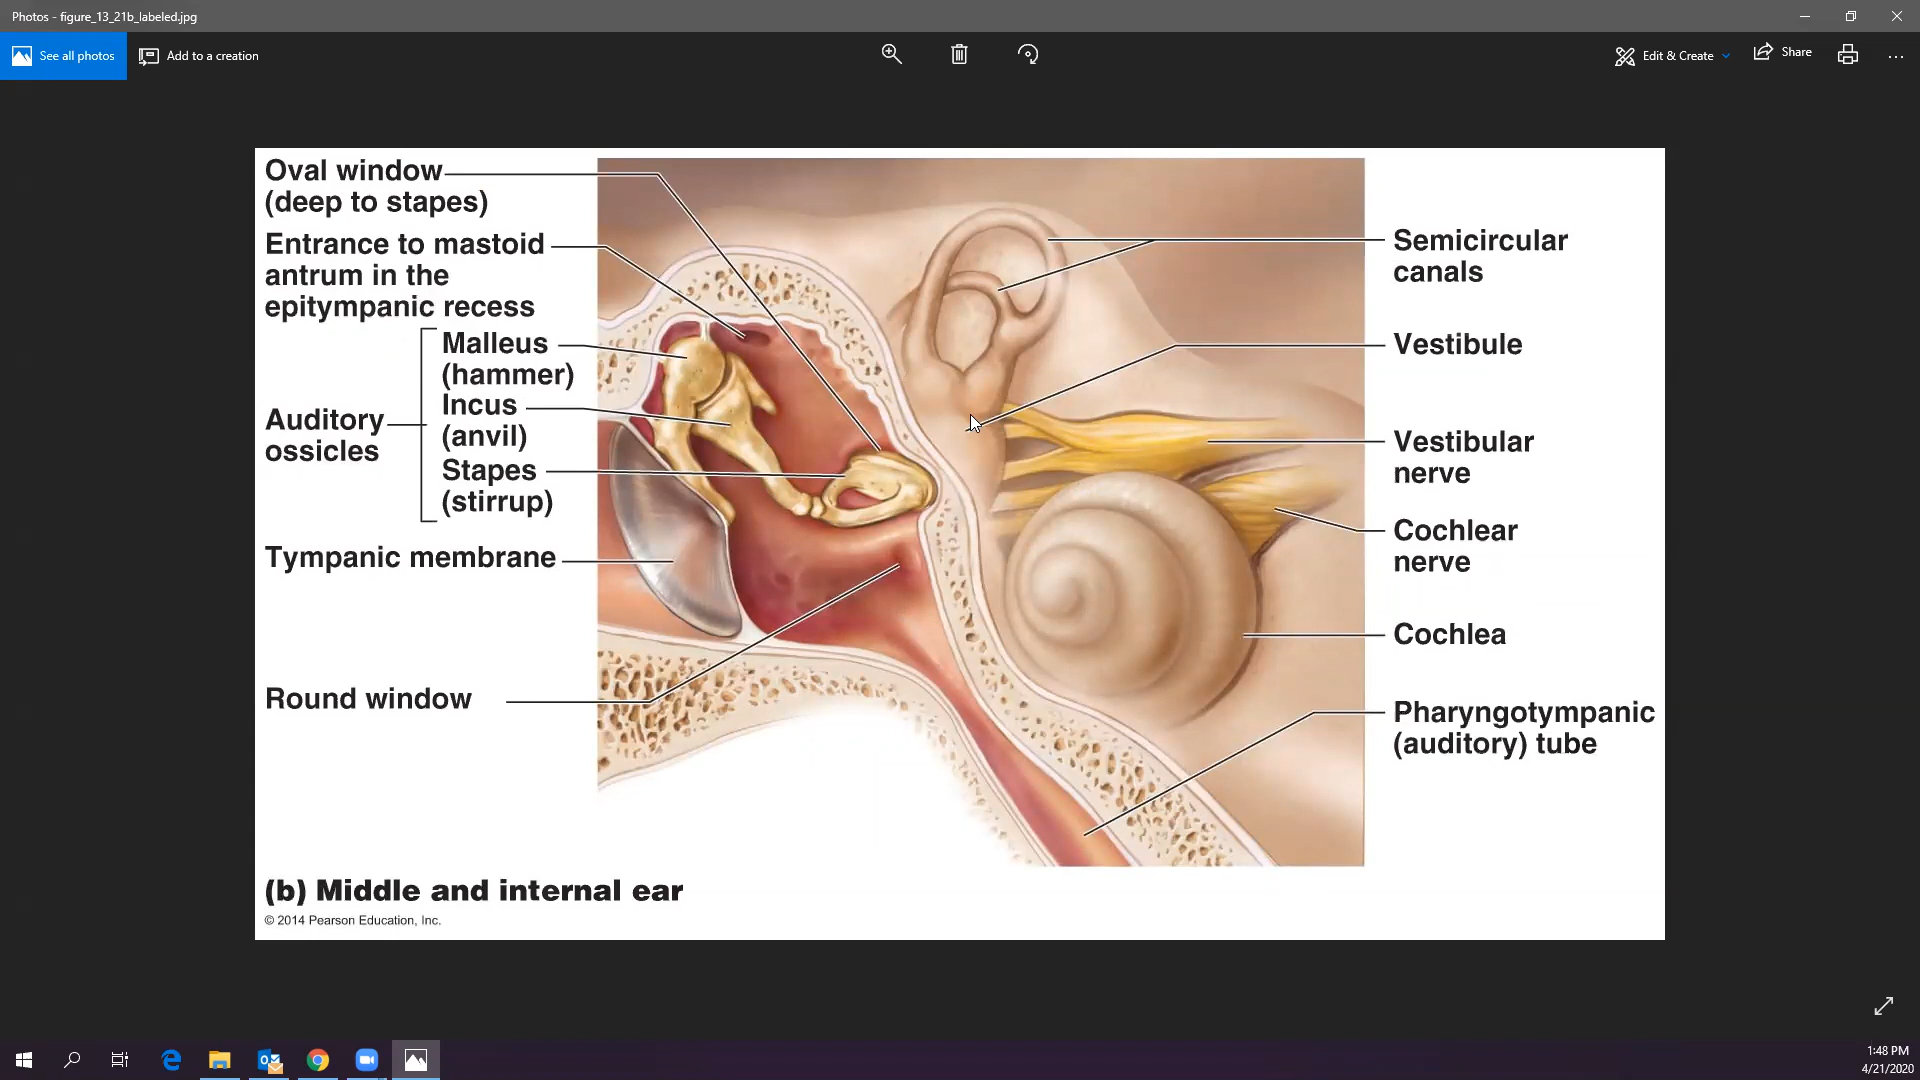 Photos - figure_13_21b_labeled.jpg
See all photos
Add to a creation
Edit & Create
Share
Oval window
(deep to stapes)
Entrance to mastoid
antrum in the
epitympanic recess
Auditory
ossicles
Malleus
(hammer)
Incus
(anvil)
Stapes
(stirrup)
Tympanic membrane
Round window
Semicircular
canals
Vestibule
Vestibular
nerve
Cochlear
nerve
Cochlea
Pharyngotympanic
(auditory) tube
(b) Middle and internal ear
© 2014 Pearson Education, Inc.
1:48 PM
4/21/2020